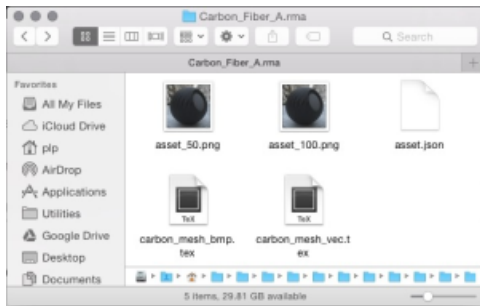 Carbon_Fiber_A.rma
Search
Carbon_Fiber_A.rma
+
Favorites
All My Files
iCloud Drive
plp
AirDrop
Applications
Utilities
Google Drive
Desktop
Documents
asset_50.png
asset_100.png
asset.json
TeX
TeX
carbon_mesh_bmp.
tex
carbon_mesh_vec.t
ex
5 items, 29.81 GB available